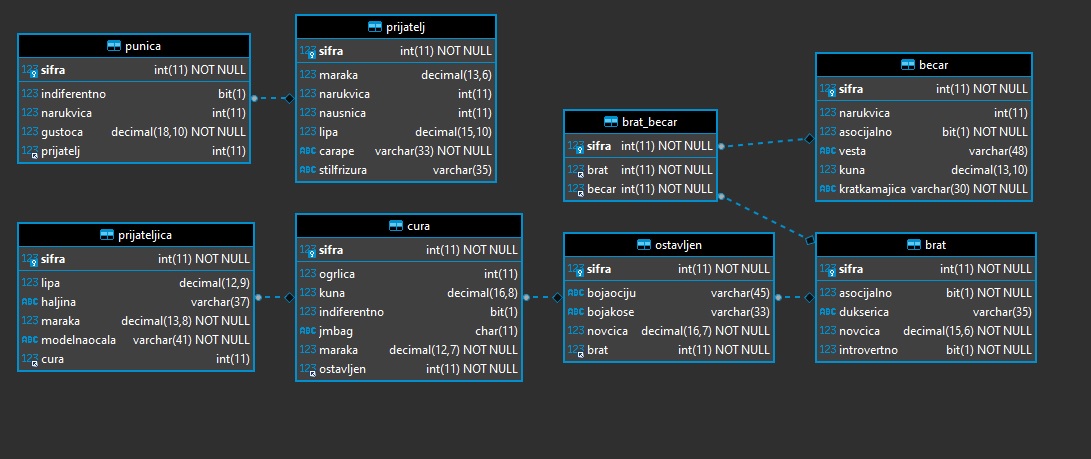 punica
123 sifra int(11) NOT NULL
123 indiferentno bit(1)
123 narukvica int(11)
123 gustoca decimal(18,10) NOT NULL
123 prijatelj int(11)
prijatelj
123 sifra int(11) NOT NULL
123 maraka decimal(13,6)
123 narukvica int(11)
123 nausnica int(11)
123 lipa decimal(15,10)
ABC carape varchar(33) NOT NULL
ABC stilfrizura varchar(35)
brat_becar
123 sifra int(11) NOT NULL
123 brat int(11) NOT NULL
123 becar int(11) NOT NULL
becar
123 sifra int(11) NOT NULL
123 narukvica int(11)
123 asocijalno bit(1) NOT NULL
ABC vesta varchar(48)
123 kuna decimal(13,10)
ABC kratkamajica varchar(30) NOT NULL
prijateljica
123 sifra int(11) NOT NULL
123 lipa decimal(12,9)
ABC haljina varchar(37)
123 maraka decimal(13,8) NOT NULL
ABC modelnaocala varchar(41) NOT NULL
123 cura int(11)
cura
123 sifra int(11) NOT NULL
123 ogrlica int(11)
123 kuna decimal(16,8)
123 indiferentno bit(1)
ABC jmbag char(11)
123 maraka decimal(12,7) NOT NULL
123 ostavljen int(11) NOT NULL
ostavljen
123 sifra int(11) NOT NULL
ABC bojaociju varchar(45)
ABC bojakose varchar(33)
123 novcica decimal(16,7) NOT NULL
123 brat int(11) NOT NULL
brat
123 sifra int(11) NOT NULL
123 asocijalno bit(1) NOT NULL
ABC dukserica varchar(35)
123 novcica decimal(15,6) NOT NULL
123 introvertno bit(1) NOT NULL